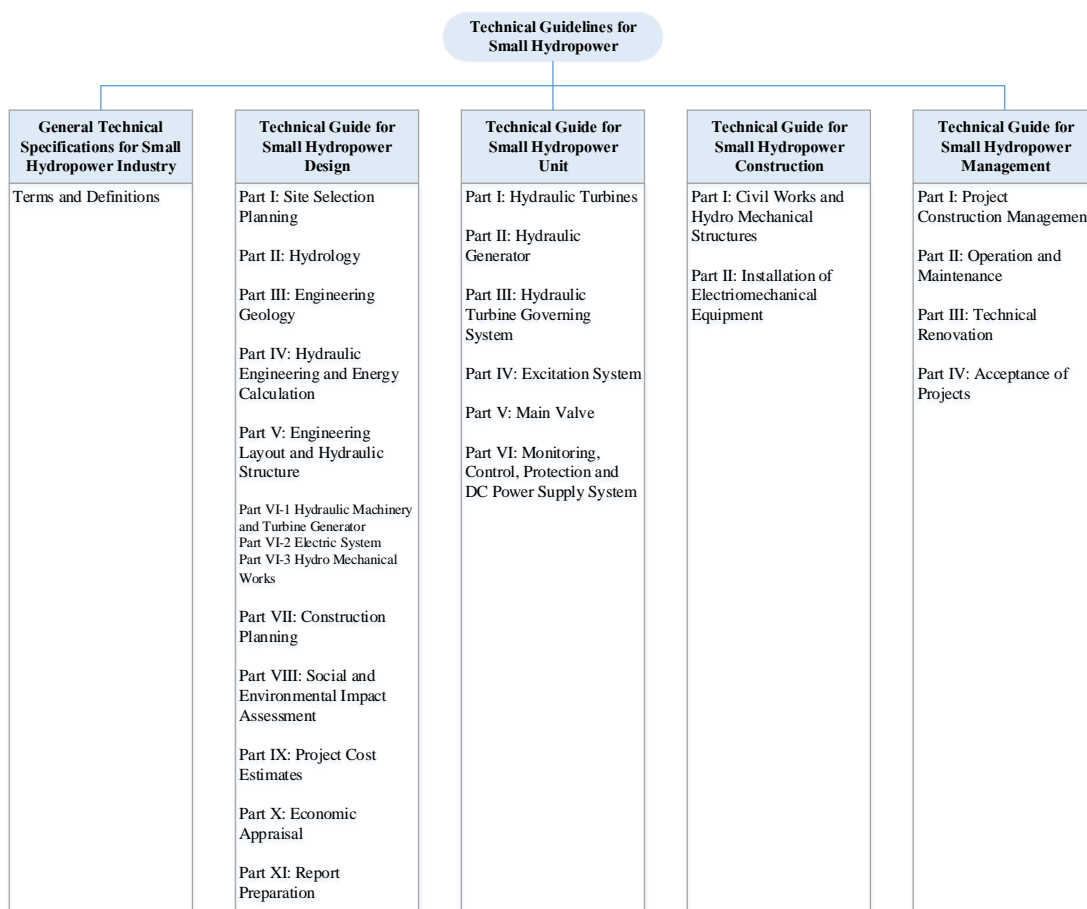 Technical Guidelines for
Small Hydropower
General Technical
Specifications for Small
Hydropower Industry
Terms and Definitions
Technical Guide for
Small Hydropower
Design
Part I: Site Selection
Planning
Part II: Hydrology
Part III: Engineering
Geology
Part IV: Hydraulic
Engineering and Energy
Calculation
Part V: Engineering
Layout and Hydraulic
Structure
Part VI-1 Hydraulic Machinery
and Turbine Generator
Part VI-2 Electric System
Part VI-3 Hydro Mechanical
Works
Part VII: Construction
Planning
Part VIII: Social and
Environmental Impact
Assessment
Part IX: Project Cost
Estimates
Part X: Economic
Appraisal
Part XI: Report
Preparation
Technical Guide for
Small Hydropower
Unit
Part I: Hydraulic Turbines
Part II: Hydraulic
Generator
Part III: Hydraulic
Turbine Governing
System
Part IV: Excitation System
Part V: Main Valve
Part VI: Monitoring,
Control, Protection and
DC Power Supply System
Technical Guide for
Small Hydropower
Construction
Part I: Civil Works and
Hydro Mechanical
Structures
Part II: Installation of
Electriomechanical
Equipment
Technical Guide for
Small Hydropower
Management
Part I: Project
Construction Management
Part II: Operation and
Maintenance
Part III: Technical
Renovation
Part IV: Acceptance of
Projects